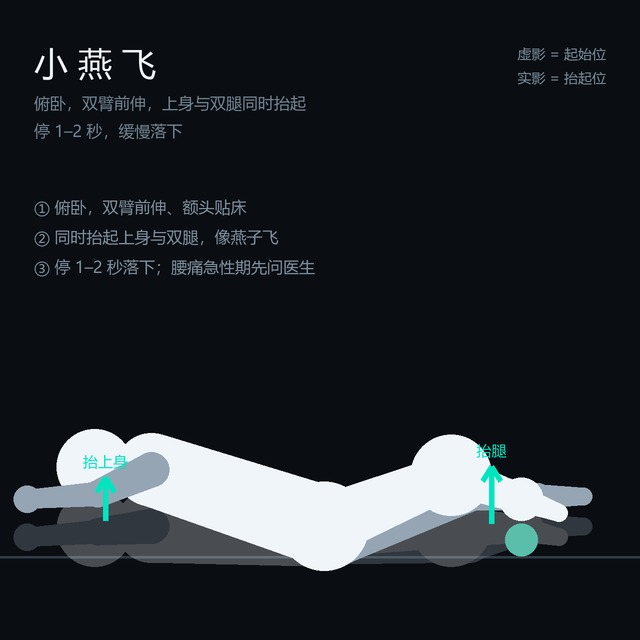 小燕飞
虚影 = 起始位
实影 = 抬起位
俯卧，双臂前伸，上身与双腿同时抬起
停 1–2 秒，缓慢落下
① 俯卧，双臂前伸、额头贴床
② 同时抬起上身与双腿，像燕子飞
③ 停 1–2 秒落下；腰痛急性期先问医生
抬上身
抬腿